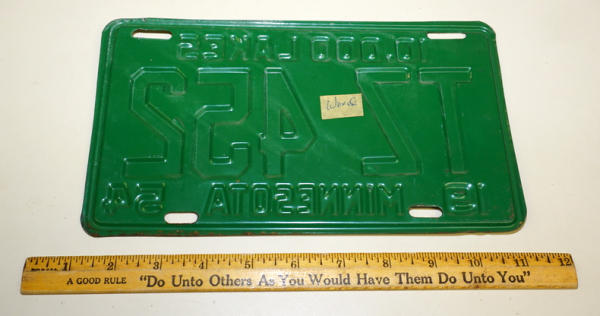 10,000 LAKES
TZ 452
Wards
19 MINNESOTA 54
1 2 3 4 5 6 7 8 9 10 11 12
A GOOD RULE "Do Unto Others As You Would Have Them Do Unto You"